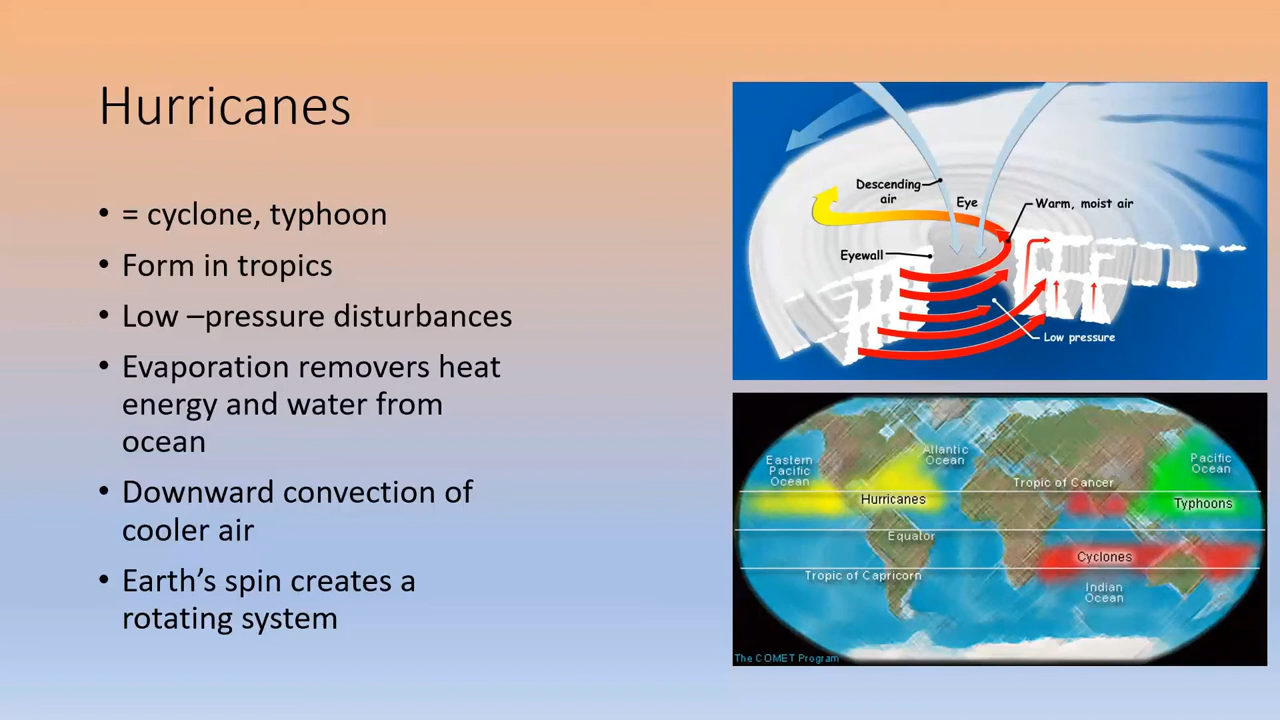 Hurricanes
• = cyclone, typhoon
• Form in tropics
• Low –pressure disturbances
• Evaporation removers heat
energy and water from
ocean
• Downward convection of
cooler air
• Earth's spin creates a
rotating system
Descending
air
Eye
Warm, moist air
Eyewall
Low pressure
Eastern
Pacific
Ocean
Atlantic
Ocean
Pacific
Ocean
Tropic of Cancer
Hurricanes
Typhoons
Equator
Cyclones
Tropic of Capricorn
Indian
Ocean
The COMET Program